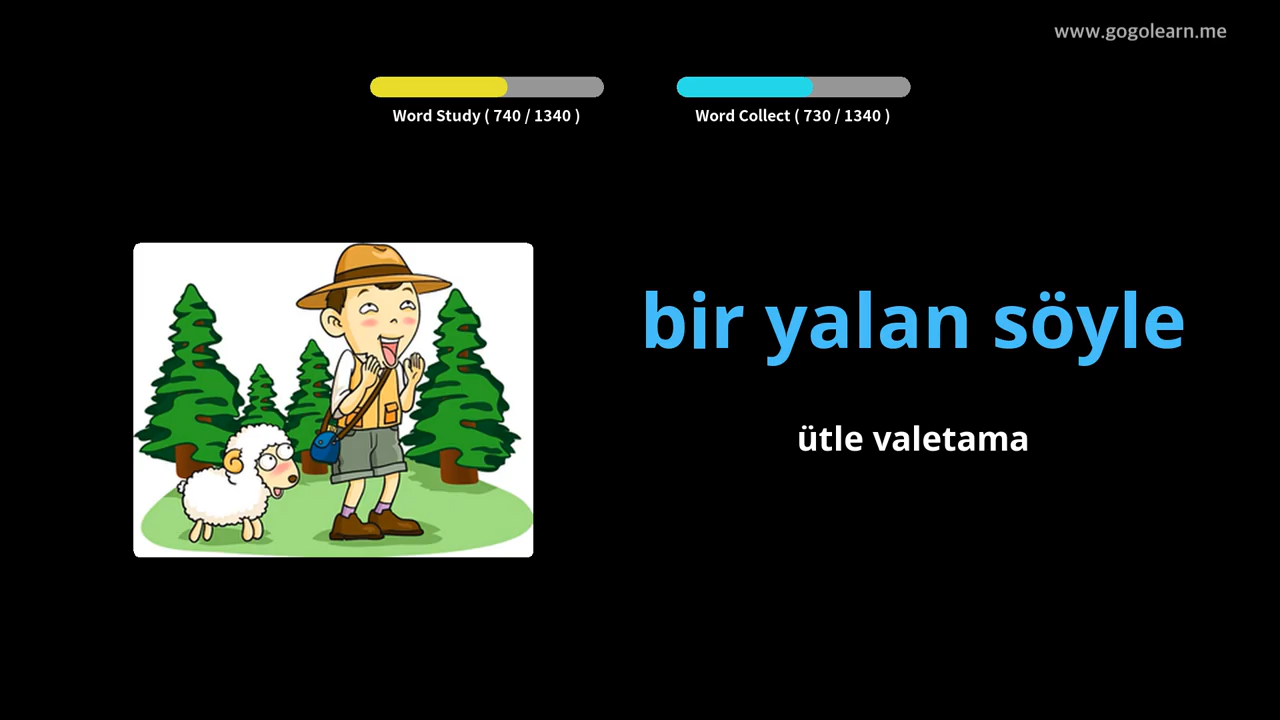 www.gogolearn.me
Word Study ( 740 / 1340 )
Word Collect ( 730 / 1340 )
bir yalan söyle
ütle valetama